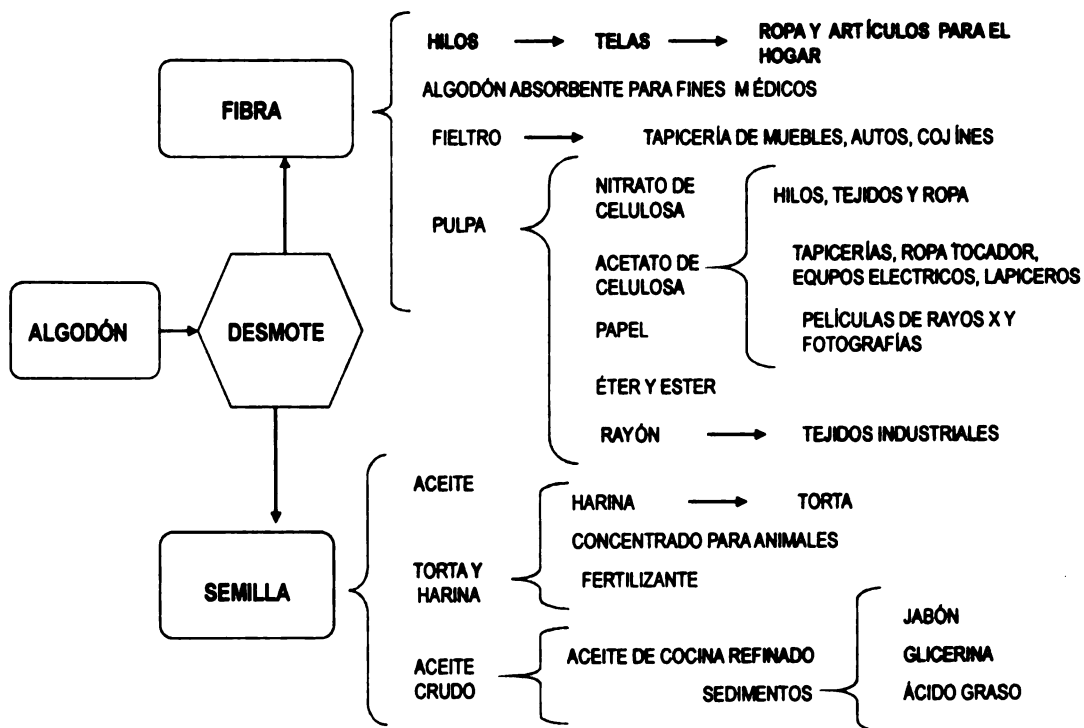 HILOS
TELAS
ROPA Y ARTÍCULOS PARA EL
HOGAR
FIBRA
ALGODÓN ABSORBENTE PARA FINES MÉDICOS
FIELTRO
TAPICERÍA DE MUEBLES, AUTOS, COJÍNES
PULPA
NITRATO DE
CELULOSA
HILOS, TEJIDOS Y ROPA
ACETATO DE
CELULOSA
TAPICERÍAS, ROPA TOCADOR,
EQUPOS ELECTRICOS, LAPICEROS
PAPEL
PELÍCULAS DE RAYOS X Y
FOTOGRAFÍAS
ÉTER Y ESTER
RAYÓN
TEJIDOS INDUSTRIALES
ALGODÓN
DESMOTE
SEMILLA
ACEITE
TORTA Y
HARINA
HARINA
TORTA
CONCENTRADO PARA ANIMALES
FERTILIZANTE
ACEITE
CRUDO
ACEITE DE COCINA REFINADO
SEDIMENTOS
JABÓN
GLICERINA
ÁCIDO GRASO